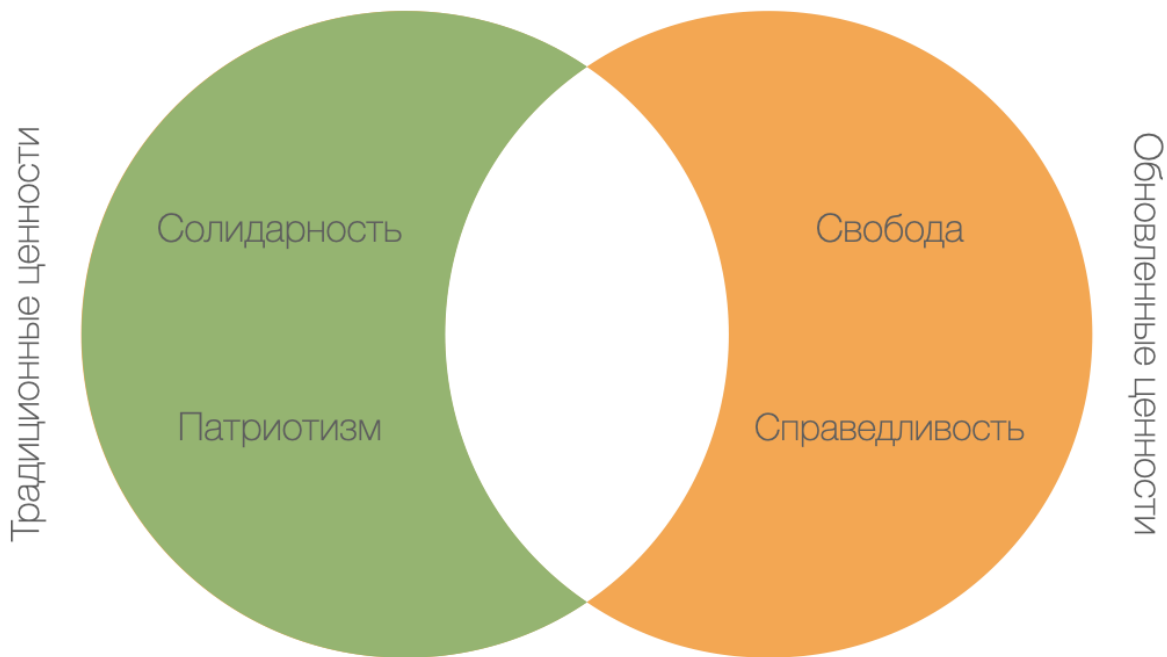 Традиционные ценности
Солидарность
Патриотизм
Свобода
Справедливость
Обновленные ценности